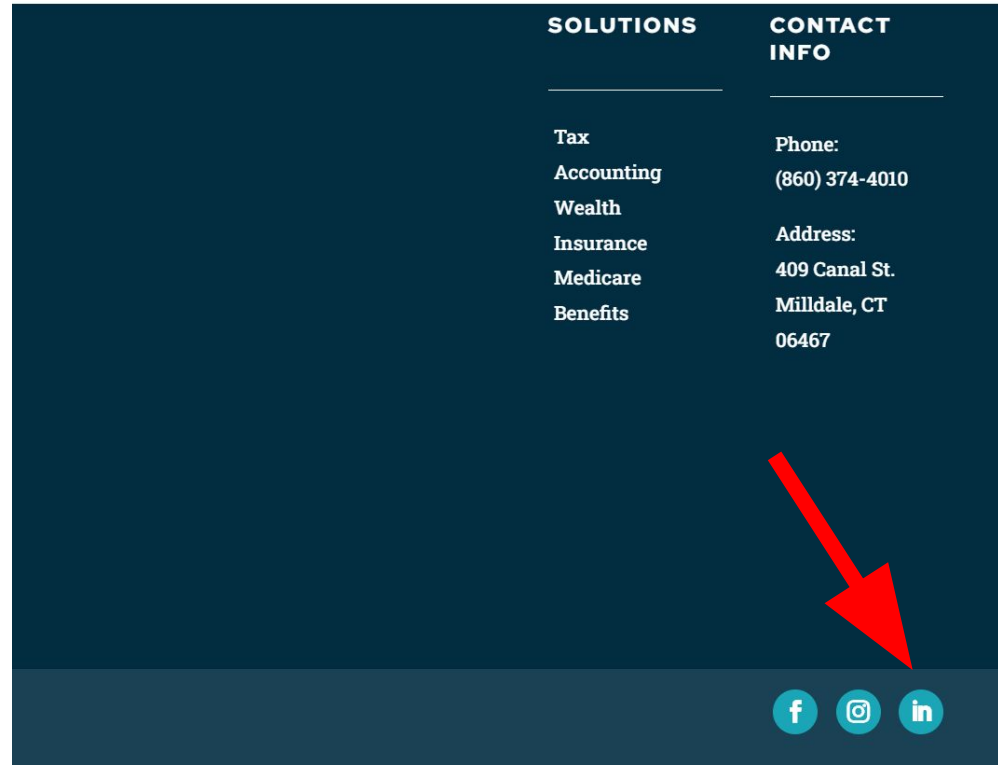 SOLUTIONS
Tax
Accounting
Wealth
Insurance
Medicare
Benefits
CONTACT
INFO
Phone:
(860) 374-4010
Address:
409 Canal St.
Milldale, CT
06467
f
in